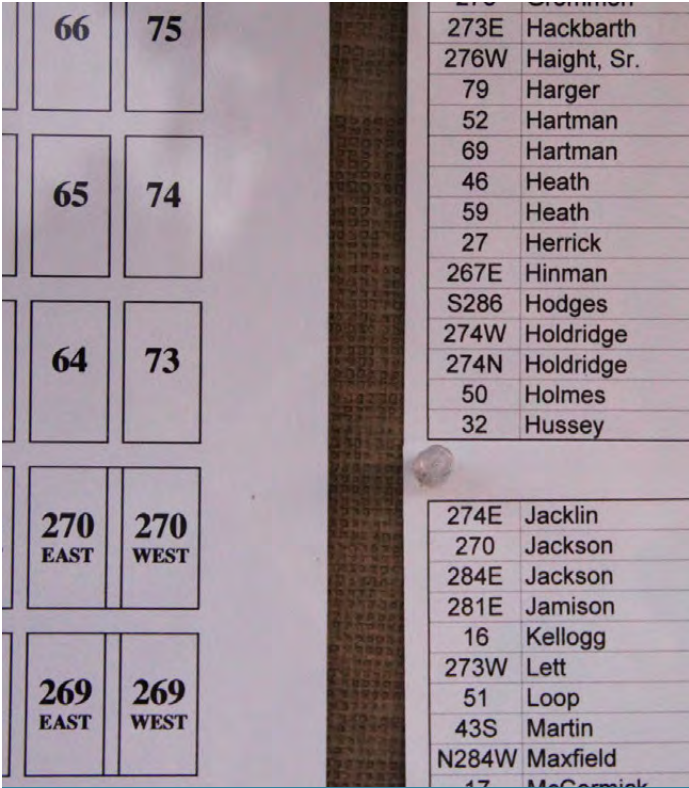 66 75
65 74
64 73
270 EAST 270 WEST
269 EAST 269 WEST
273E Hackbarth
276W Haight, Sr.
79 Harger
52 Hartman
69 Hartman
46 Heath
59 Heath
27 Herrick
267E Hinman
S286 Hodges
274W Holdridge
274N Holdridge
50 Holmes
32 Hussey
274E Jacklin
270 Jackson
284E Jackson
281E Jamison
16 Kellogg
273W Lett
51 Loop
43S Martin
N284W Maxfield
17 McCormick